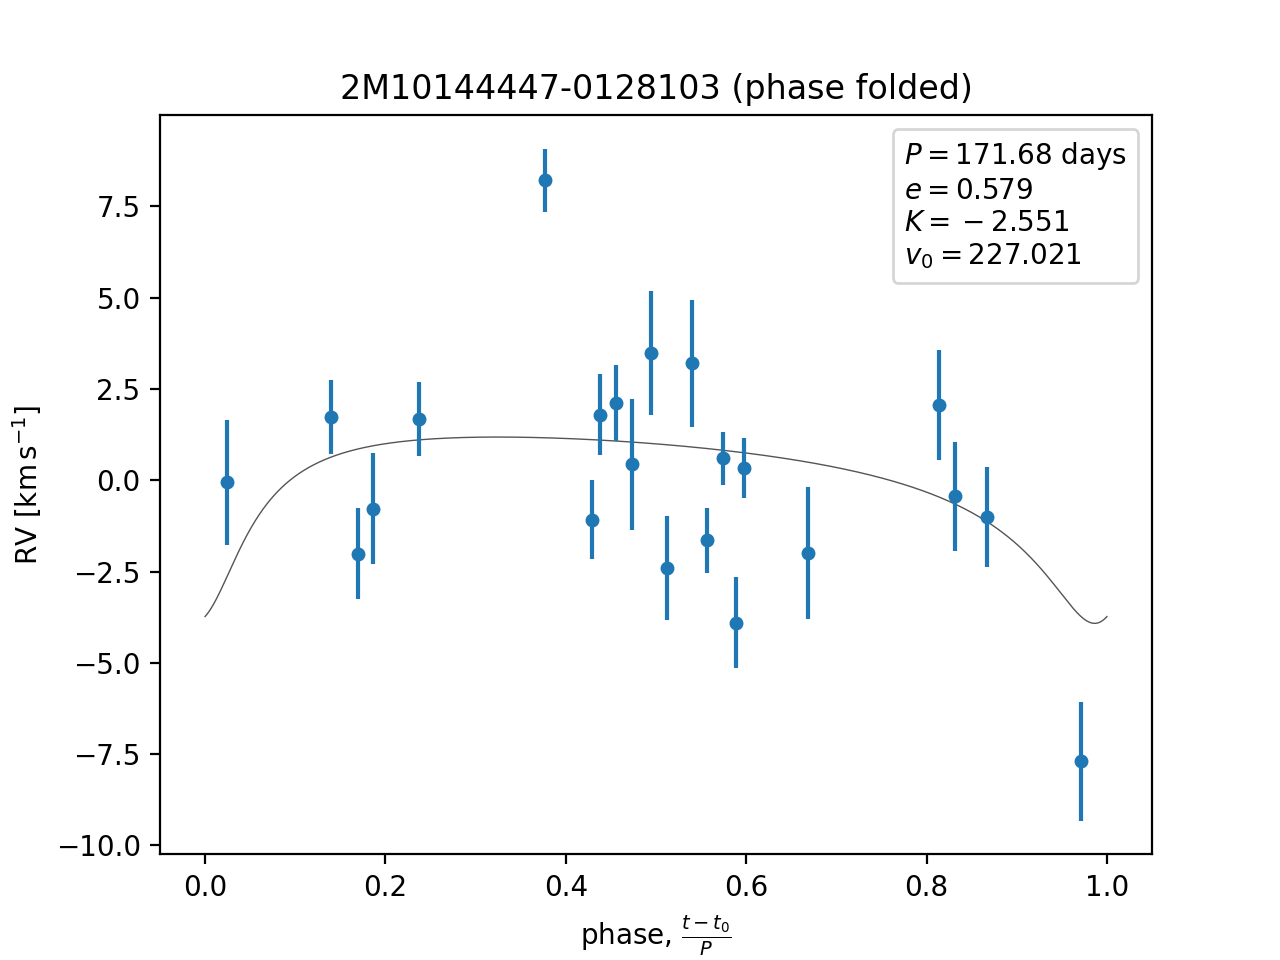 2M10144447-0128103 (phase folded)
P = 171.68 days
e = 0.579
K = −2.551
v₀ = 227.021
RV [km s⁻¹]
7.5
5.0
2.5
0.0
−2.5
−5.0
−7.5
−10.0
0.0 0.2 0.4 0.6 0.8 1.0
phase, (t − t₀)/P